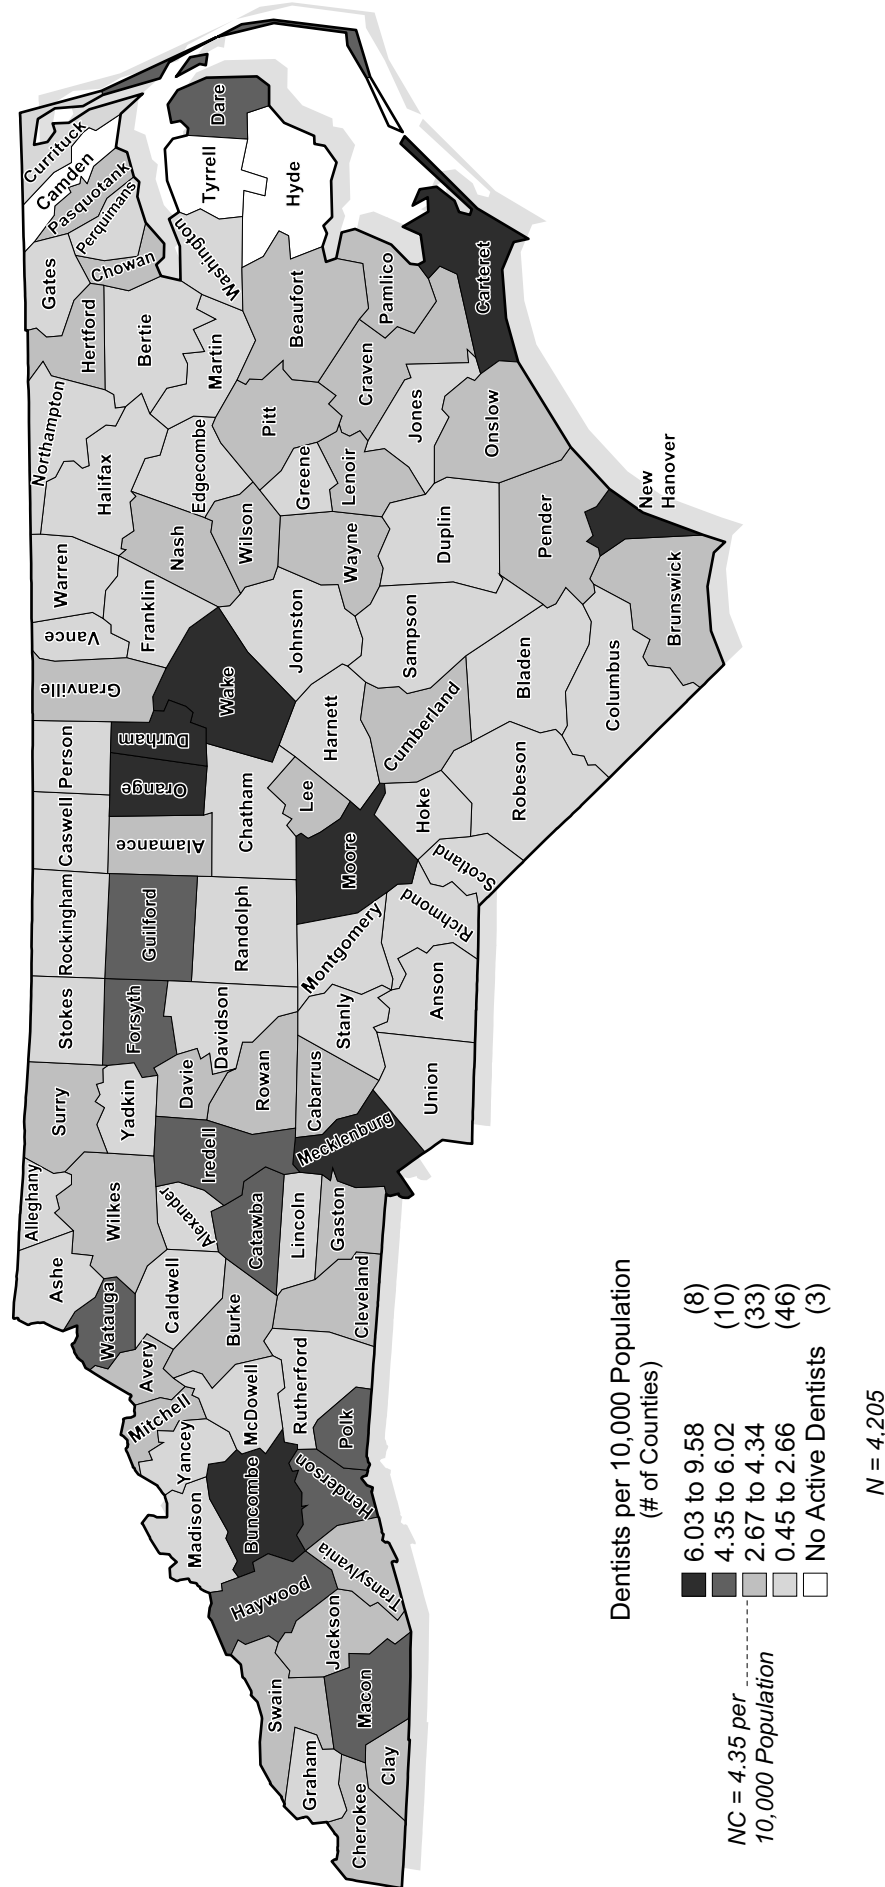 Cherokee
Graham
Clay
Swain
Macon
Jackson
Haywood
Transylvania
Madison
Buncombe
Henderson
Yancey
Mitchell
McDowell
Polk
Rutherford
Avery
Watauga
Burke
Cleveland
Caldwell
Ashe
Alleghany
Wilkes
Alexander
Catawba
Lincoln
Gaston
Iredell
Mecklenburg
Surry
Yadkin
Davie
Rowan
Cabarrus
Union
Stokes
Forsyth
Davidson
Stanly
Anson
Rockingham
Guilford
Randolph
Montgomery
Richmond
Caswell
Alamance
Chatham
Moore
Scotland
Person
Orange
Durham
Lee
Hoke
Granville
Wake
Harnett
Cumberland
Robeson
Vance
Warren
Franklin
Johnston
Sampson
Bladen
Columbus
Northampton
Halifax
Nash
Edgecombe
Wilson
Wayne
Greene
Lenoir
Duplin
Pender
Brunswick
New
Hanover
Gates
Hertford
Bertie
Martin
Pitt
Beaufort
Craven
Pamlico
Jones
Onslow
Carteret
Currituck
Camden
Pasquotank
Perquimans
Chowan
Washington
Tyrrell
Dare
Hyde
Dentists per 10,000 Population
(# of Counties)
6.03 to 9.58 (8)
4.35 to 6.02 (10)
2.67 to 4.34 (33)
0.45 to 2.66 (46)
No Active Dentists (3)
NC = 4.35 per
10,000 Population
N = 4,205